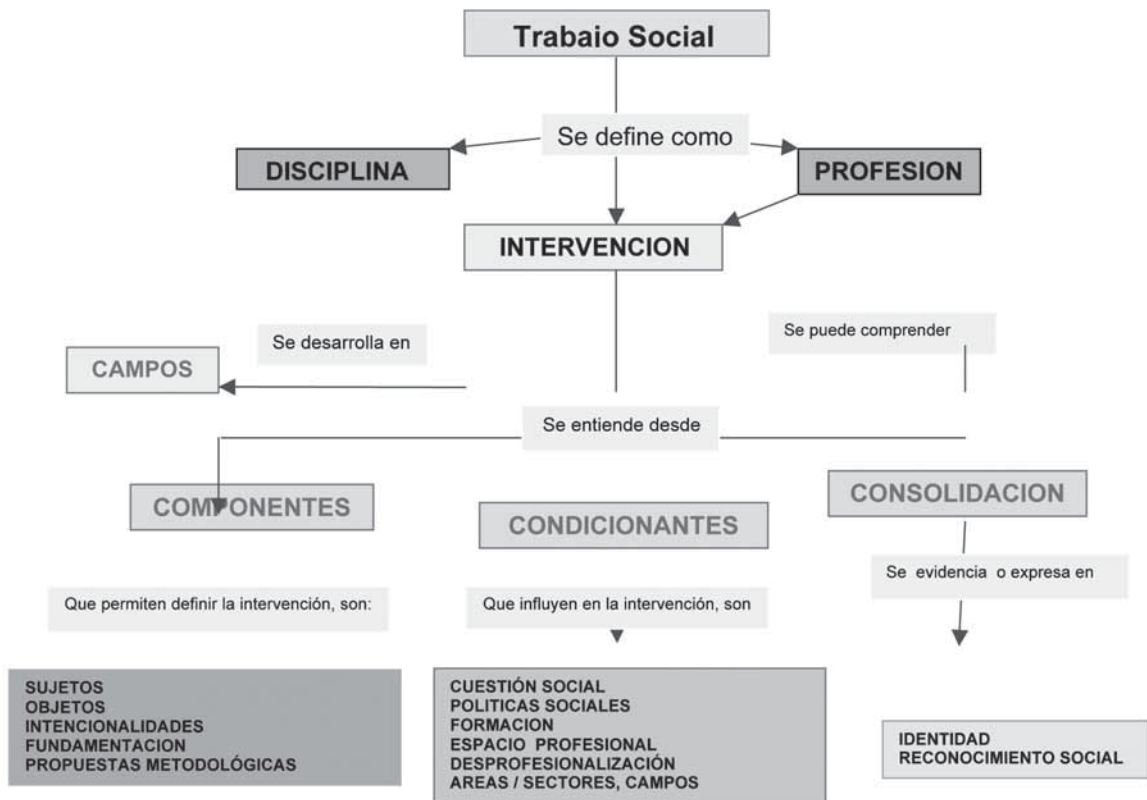 Trabaio Social
Se define como
DISCIPLINA
PROFESION
INTERVENCION
Se puede comprender
Se desarrolla en
CAMPOS
Se entiende desde
COMPONENTES
CONDICIONANTES
CONSOLIDACION
Se evidencia o expresa en
Que permiten definir la intervención, son:
Que influyen en la intervención, son
SUJETOS
OBJETOS
INTENCIONALIDADES
FUNDAMENTACION
PROPUESTAS METODOLÓGICAS
CUESTIÓN SOCIAL
POLITICAS SOCIALES
FORMACION
ESPACIO PROFESIONAL
DESPROFESIONALIZACIÓN
AREAS / SECTORES, CAMPOS
IDENTIDAD
RECONOCIMIENTO SOCIAL